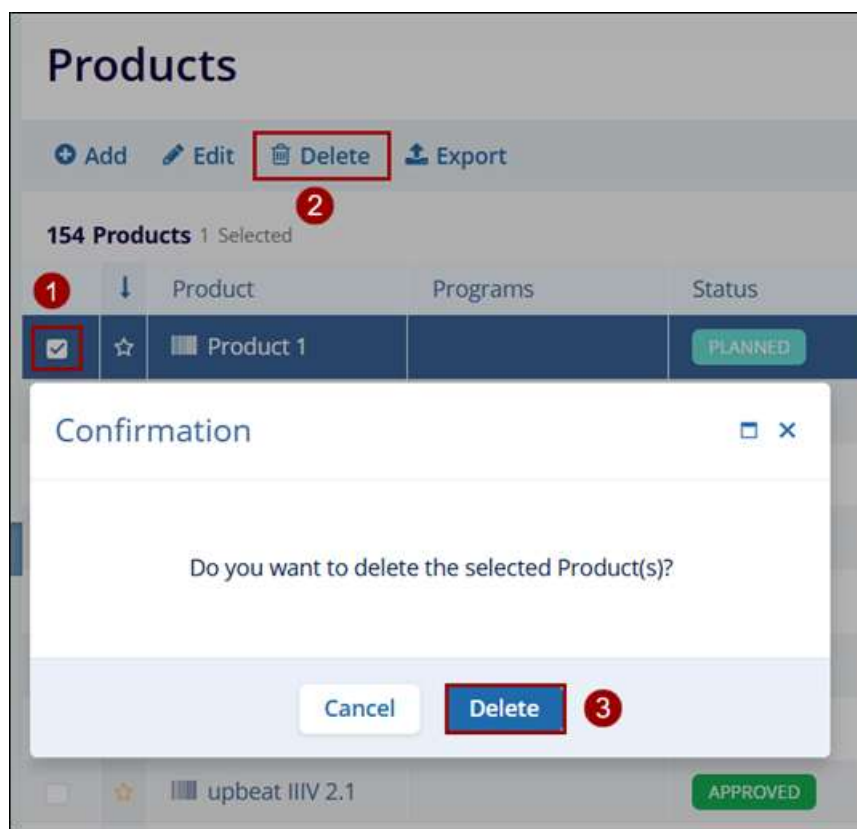 Products
Add Edit Delete Export
2
154 Products 1 Selected
1
Product Programs Status
Product 1 PLANNED
Confirmation
Do you want to delete the selected Product(s)?
Cancel Delete 3
upbeat IIIV 2.1 APPROVED